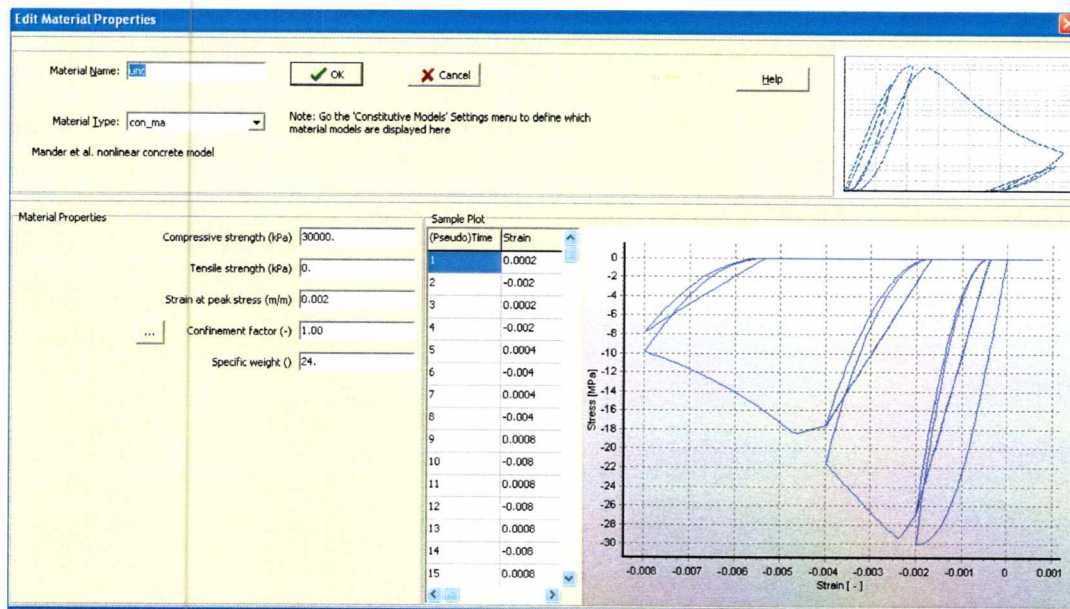 Edit Material Properties
Material Name: unc
OK
Cancel
Help
Material Type: con_ma
Note: Go the 'Constitutive Models' Settings menu to define which
material models are displayed here
Mander et al. nonlinear concrete model
Material Properties
Compressive strength (kPa) 30000.
Tensile strength (kPa) 0.
Strain at peak stress (m/m) 0.002
... Confinement factor (-) 1.00
Specific weight () 24.
Sample Plot
(Pseudo)Time Strain
1 0.0002
2 -0.002
3 0.0002
4 -0.002
5 0.0004
6 -0.004
7 0.0004
8 -0.004
9 0.0008
10 -0.008
11 0.0008
12 -0.008
13 0.0008
14 -0.008
15 0.0008
Stress [MPa]
0
-2
-4
-6
-8
-10
-12
-14
-16
-18
-20
-22
-24
-26
-28
-30
-0.008 -0.007 -0.006 -0.005 -0.004 -0.003 -0.002 -0.001 0 0.001
Strain [ - ]